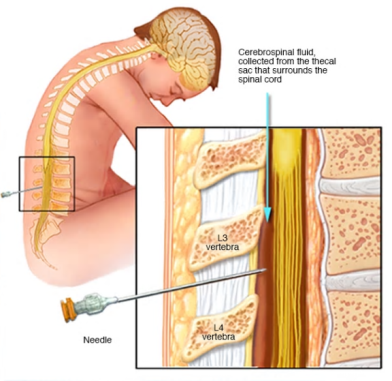 Cerebrospinal fluid,
collected from the thecal
sac that surrounds the
spinal cord
L3
vertebra
L4
vertebra
Needle